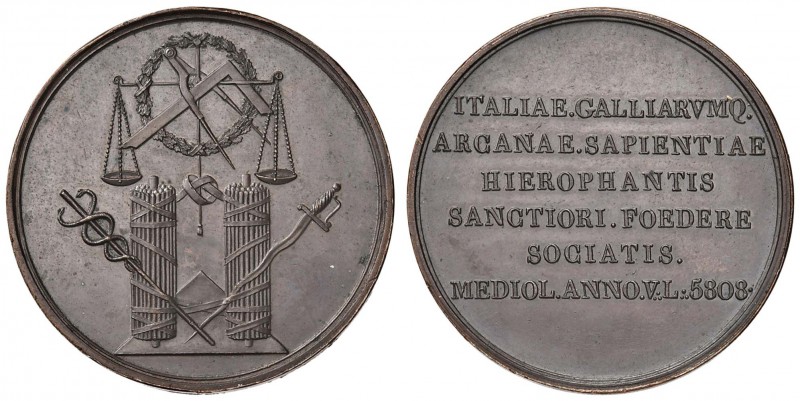 ITALIAE.GALLIARVMQ.
ARCANAE.SAPIENTIAE
HIEROPHANTIS
SANCTIORI.FOEDERE
SOCIATIS.
MEDIOL.ANNO.V∴L∴5808·